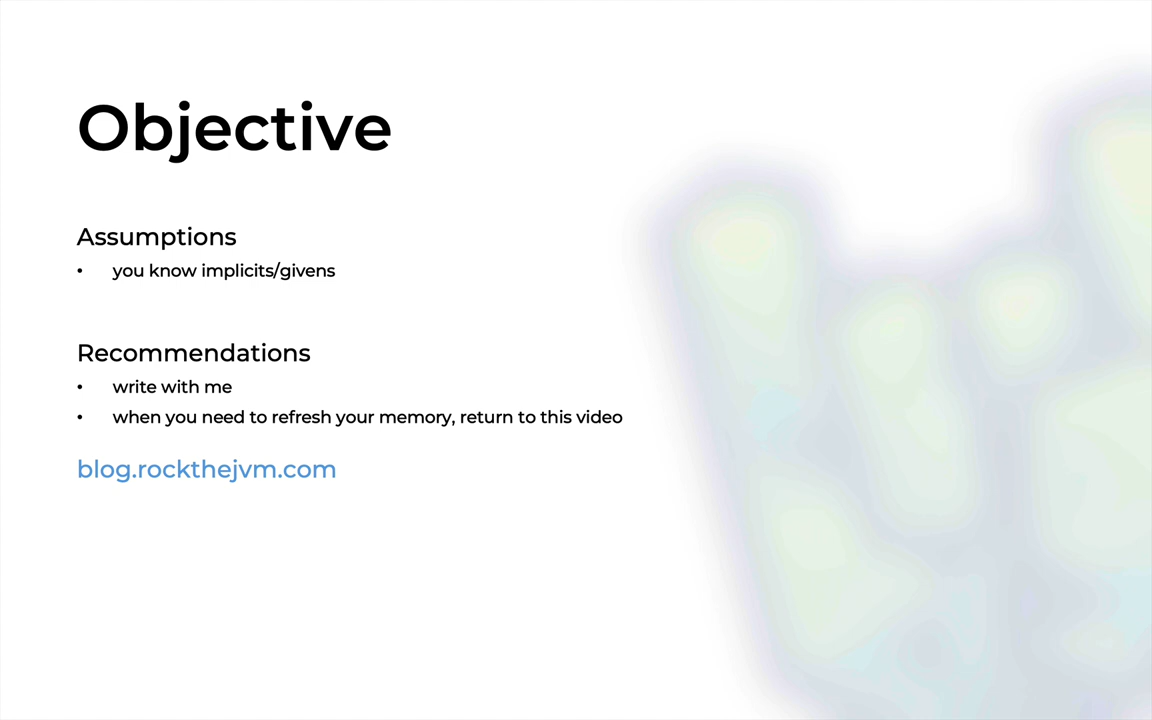 Objective
Assumptions
• you know implicits/givens
Recommendations
• write with me
• when you need to refresh your memory, return to this video
blog.rockthejvm.com